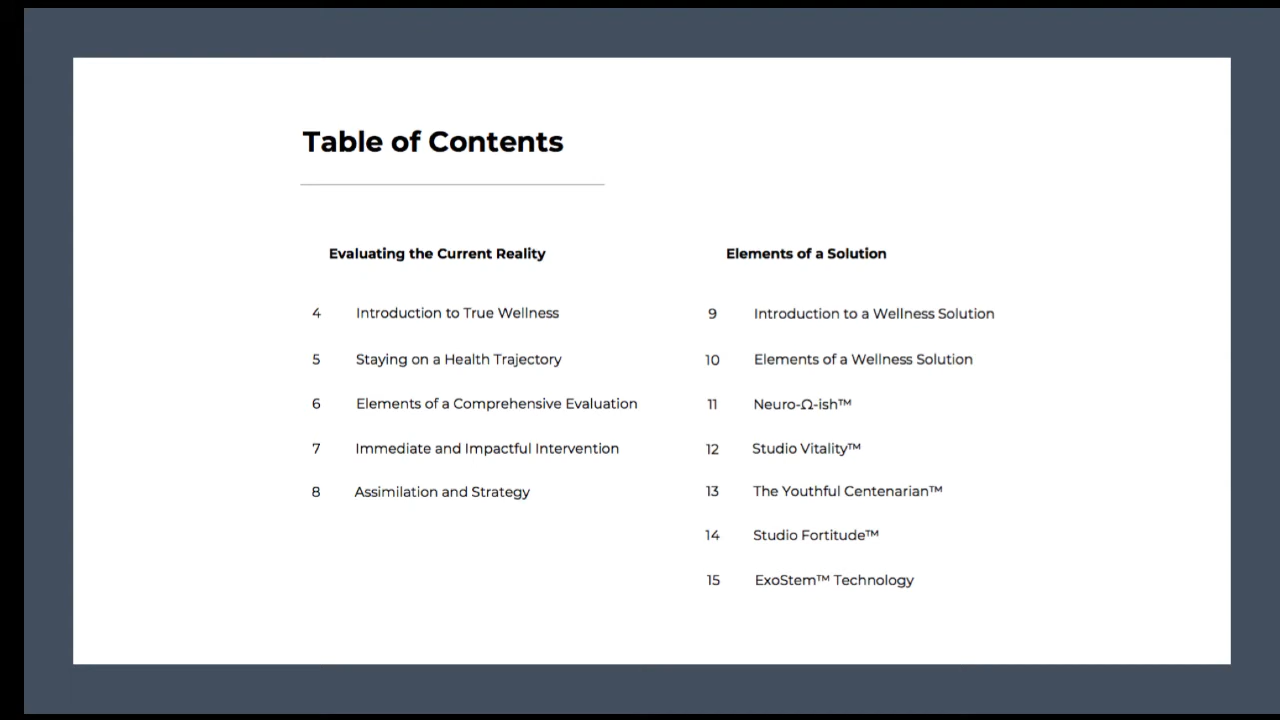 Table of Contents
Evaluating the Current Reality
4 Introduction to True Wellness
5 Staying on a Health Trajectory
6 Elements of a Comprehensive Evaluation
7 Immediate and Impactful Intervention
8 Assimilation and Strategy
Elements of a Solution
9 Introduction to a Wellness Solution
10 Elements of a Wellness Solution
11 Neuro-Ω-ish™
12 Studio Vitality™
13 The Youthful Centenarian™
14 Studio Fortitude™
15 ExoStem™ Technology